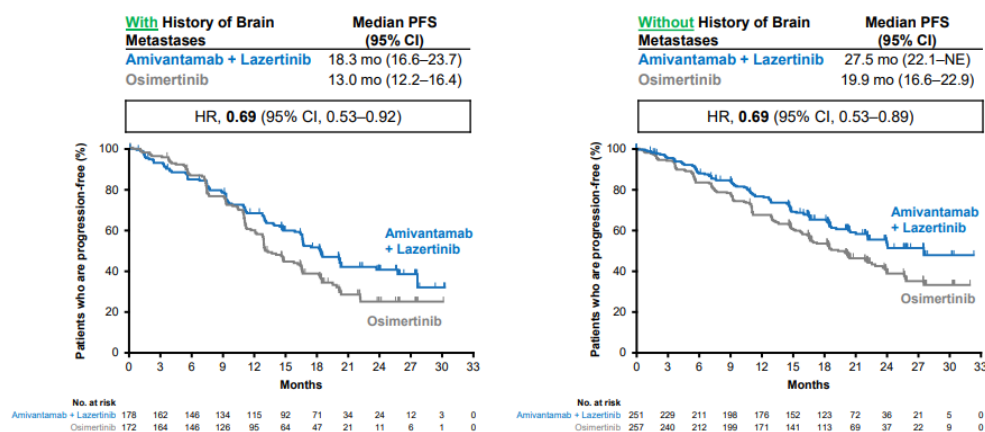 With History of Brain Metastases
Median PFS (95% CI)
Amivantamab + Lazertinib 18.3 mo (16.6–23.7)
Osimertinib 13.0 mo (12.2–16.4)
HR, 0.69 (95% CI, 0.53–0.92)
Patients who are progression-free (%)
100
80
60
40
20
0
Amivantamab
+ Lazertinib
Osimertinib
0 3 6 9 12 15 18 21 24 27 30 33
Months
No. at risk
Amivantamab + Lazertinib 178 162 146 134 115 92 71 34 24 12 3 0
Osimertinib 172 164 146 126 95 64 47 21 11 6 1 0
Without History of Brain Metastases
Median PFS (95% CI)
Amivantamab + Lazertinib 27.5 mo (22.1–NE)
Osimertinib 19.9 mo (16.6–22.9)
HR, 0.69 (95% CI, 0.53–0.89)
Patients who are progression-free (%)
100
80
60
40
20
0
Amivantamab
+ Lazertinib
Osimertinib
0 3 6 9 12 15 18 21 24 27 30 33
Months
No. at risk
Amivantamab + Lazertinib 251 229 211 198 176 152 123 72 36 21 5 0
Osimertinib 257 240 212 199 171 141 113 69 37 22 9 0